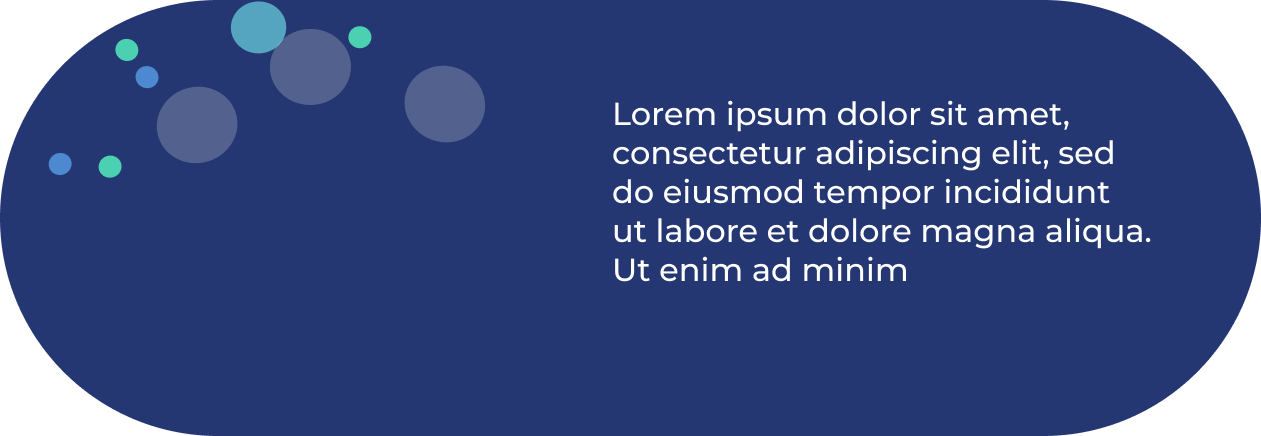 Lorem ipsum dolor sit amet,
consectetur adipiscing elit, sed
do eiusmod tempor incididunt
ut labore et dolore magna aliqua.
Ut enim ad minim